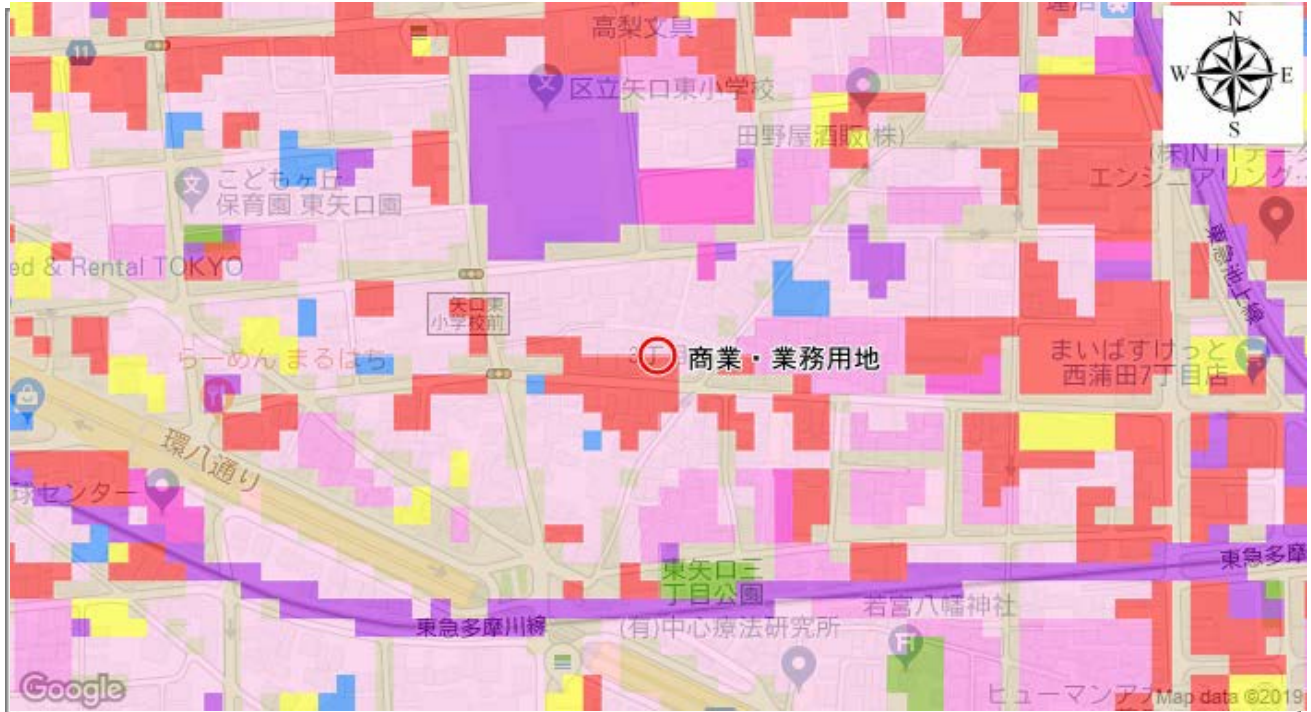 高梨文具
蓮沼
N
W
E
S
11
区立矢口東小学校
文
田野屋酒販(株)
(株)NTTデータ
エンジニアリング…
文
こどもヶ丘
保育園 東矢口園
ed & Rental TOKYO
東急池上線
矢口東
小学校前
3丁目
商業・業務用地
らーめん まるはち
まいばすけっと
西蒲田7丁目店
環八通り
球センター
東矢口三
丁目公園
東急多摩
若宮八幡神社
東急多摩川線
(有)中心療法研究所
Google
Map data ©2019